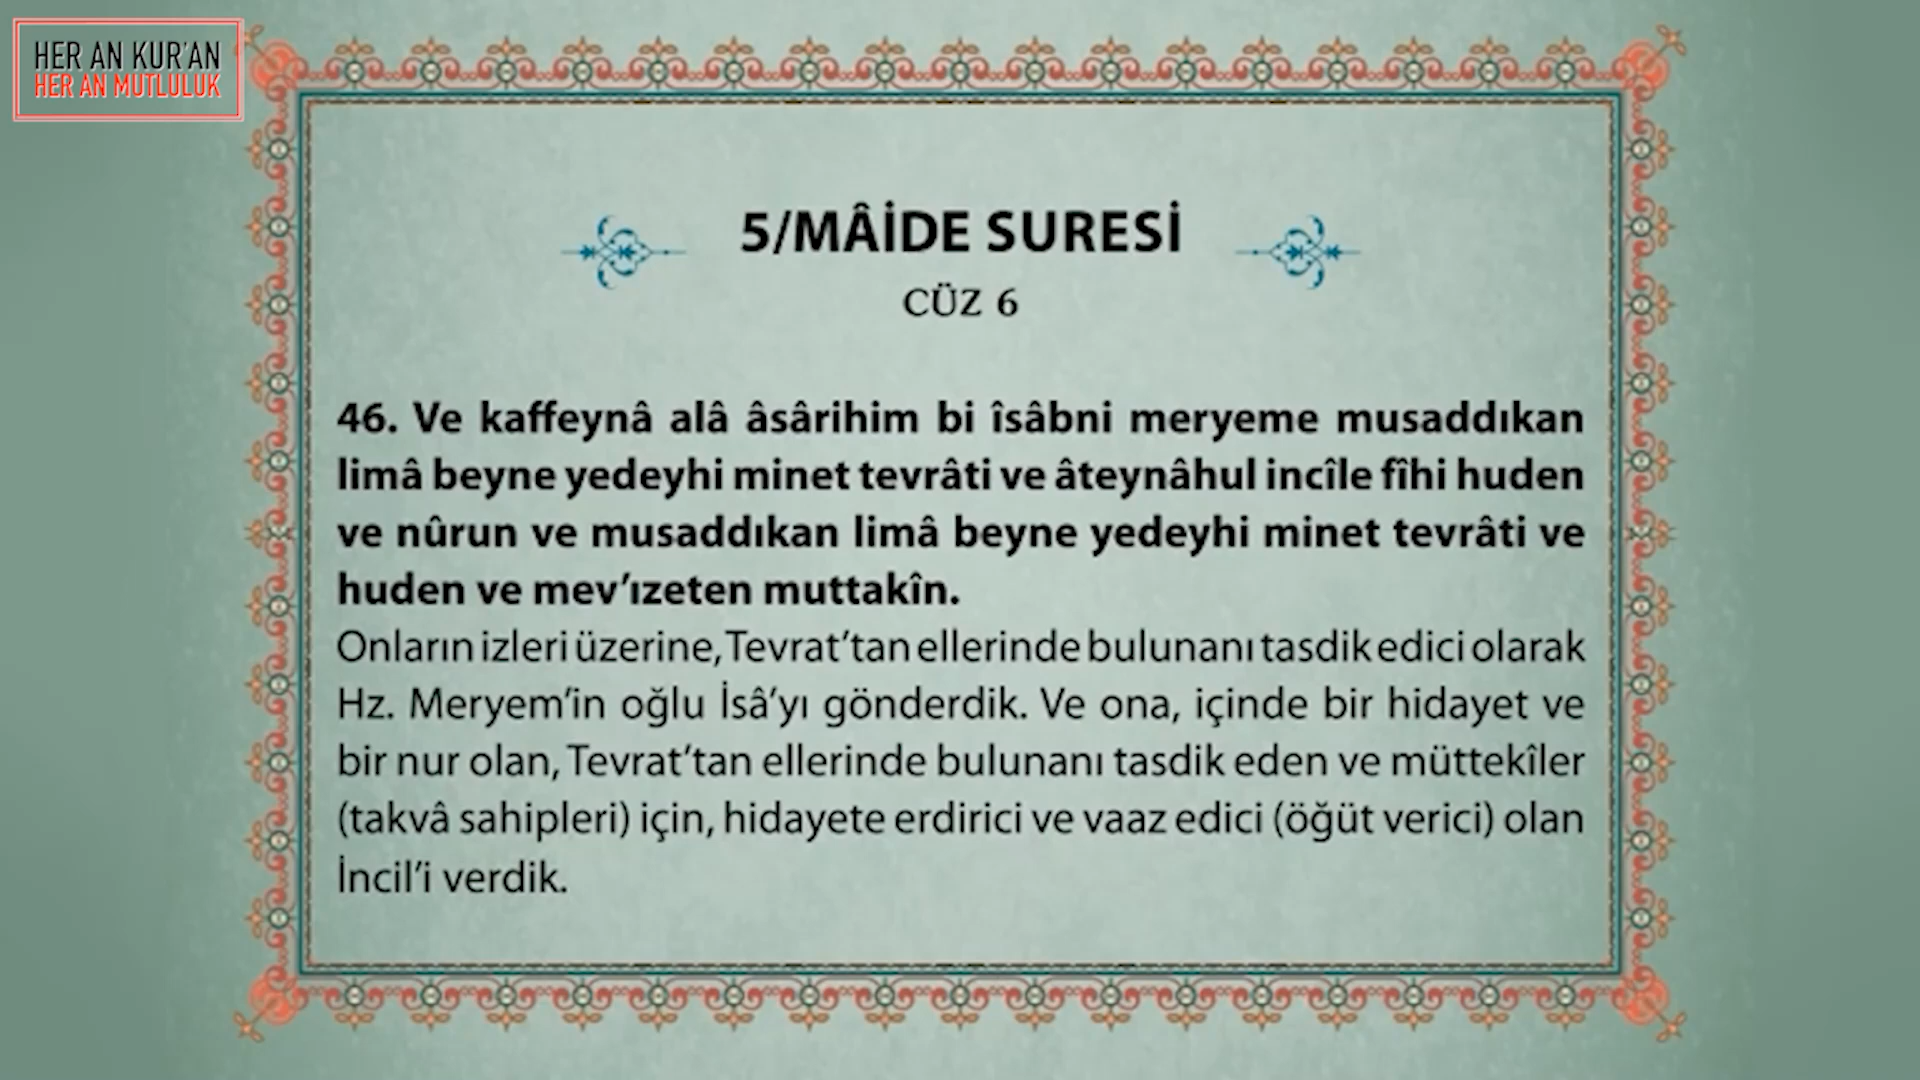 HER AN KUR'AN
HER AN MUTLULUK
5/MÂİDE SURESİ
CÜZ 6
46. Ve kaffeynâ alâ âsârihim bi îsâbni meryeme musaddıkan
limâ beyne yedeyhi minet tevrâti ve âteynâhul incîle fîhi huden
ve nûrun ve musaddıkan limâ beyne yedeyhi minet tevrâti ve
huden ve mev’ızeten muttakîn.
Onların izleri üzerine, Tevrat’tan ellerinde bulunanı tasdik edici olarak
Hz. Meryem’in oğlu İsâ’yı gönderdik. Ve ona, içinde bir hidayet ve
bir nur olan, Tevrat’tan ellerinde bulunanı tasdik eden ve müttekîler
(takvâ sahipleri) için, hidayete erdirici ve vaaz edici (öğüt verici) olan
İncil’i verdik.